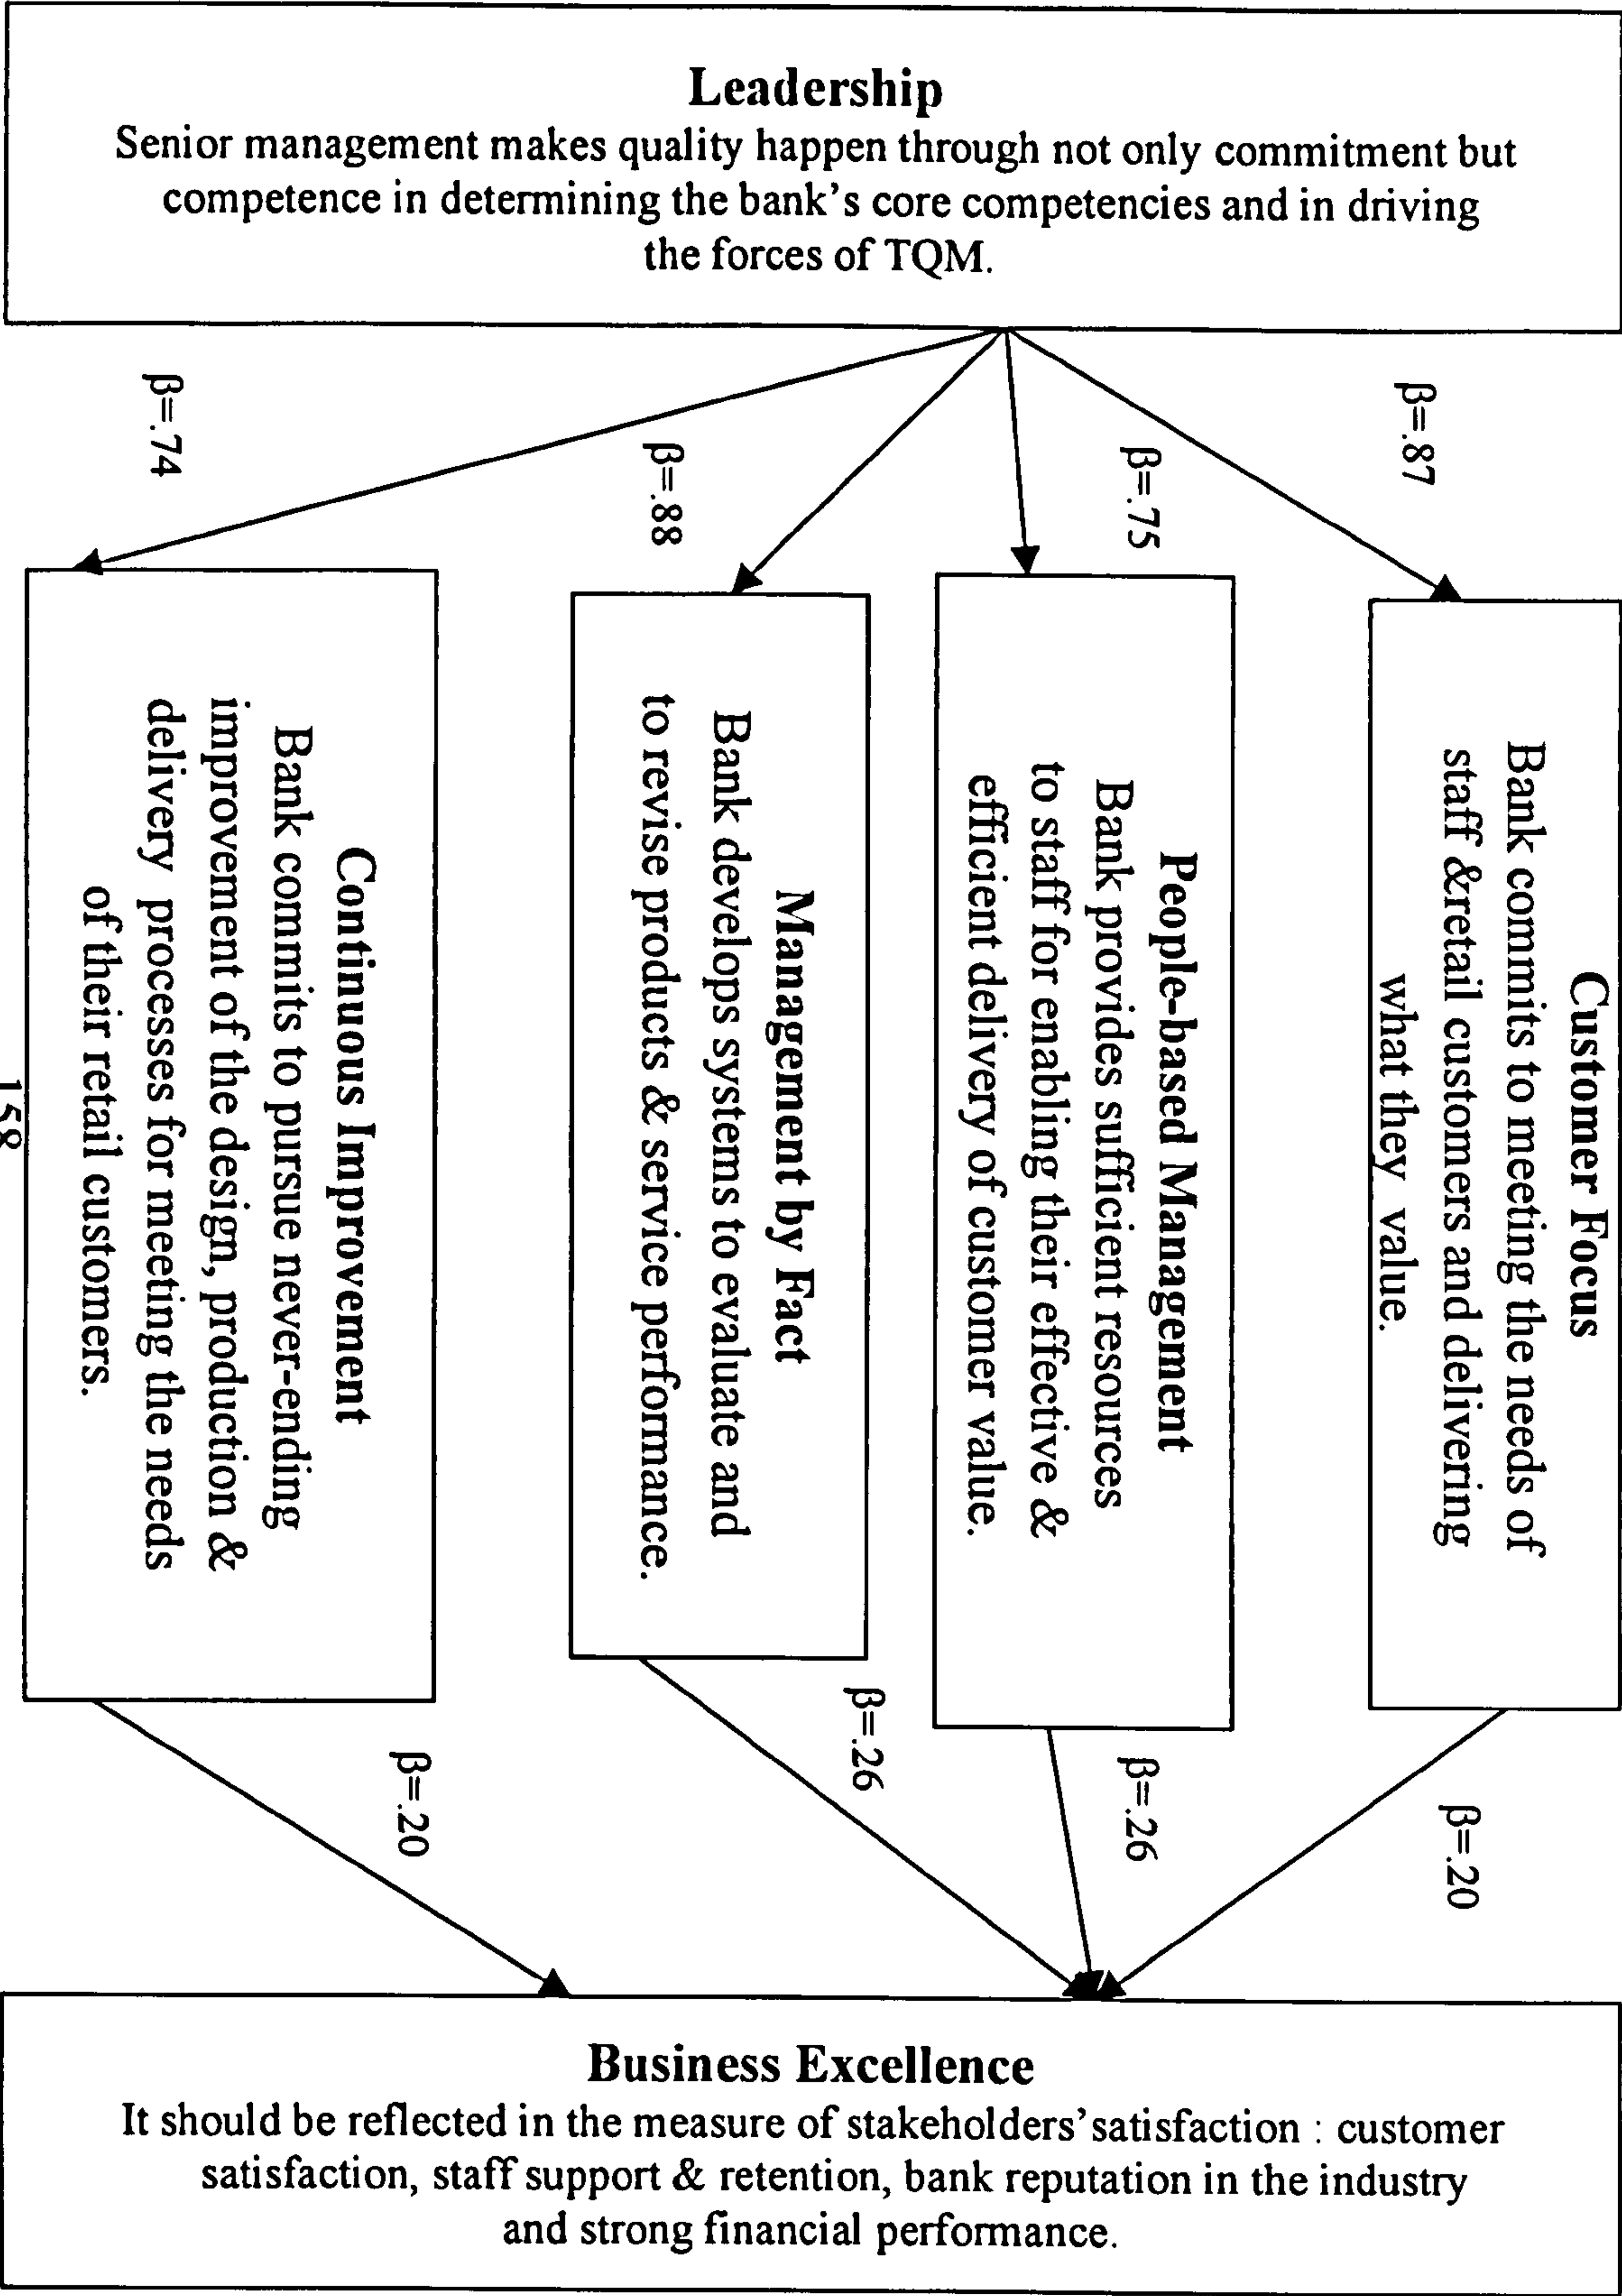 Leadership
Senior management makes quality happen through not only commitment but
competence in determining the bank's core competencies and in driving
the forces of TQM.
β=.87
β=.75
β=.88
β=.74
Customer Focus
Bank commits to meeting the needs of
staff &retail customers and delivering
what they value.
People-based Management
Bank provides sufficient resources
to staff for enabling their effective &
efficient delivery of customer value.
Management by Fact
Bank develops systems to evaluate and
to revise products & service performance.
Continuous Improvement
Bank commits to pursue never-ending
improvement of the design, production &
delivery processes for meeting the needs
of their retail customers.
β=.20
β=.26
β=.26
β=.20
Business Excellence
It should be reflected in the measure of stakeholders' satisfaction : customer
satisfaction, staff support & retention, bank reputation in the industry
and strong financial performance.
158